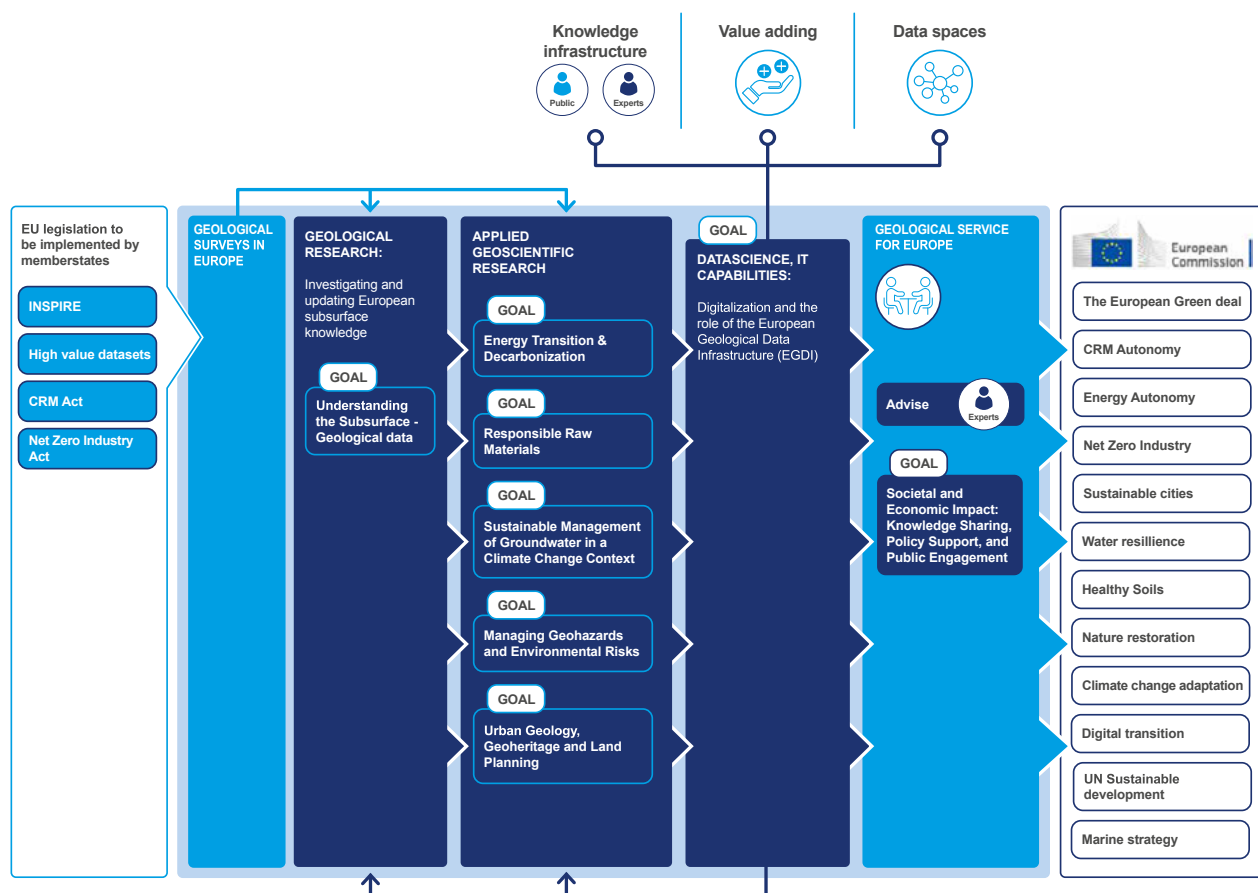 Knowledge
infrastructure
Public
Experts
Value adding
Data spaces
EU legislation to
be implemented by
memberstates
INSPIRE
High value datasets
CRM Act
Net Zero Industry
Act
GEOLOGICAL
SURVEYS IN
EUROPE
GEOLOGICAL
RESEARCH:
Investigating and
updating European
subsurface
knowledge
GOAL
Understanding
the Subsurface -
Geological data
APPLIED
GEOSCIENTIFIC
RESEARCH
GOAL
Energy Transition &
Decarbonization
GOAL
Responsible Raw
Materials
GOAL
Sustainable Management
of Groundwater in a
Climate Change Context
GOAL
Managing Geohazards
and Environmental Risks
GOAL
Urban Geology,
Geoheritage and Land
Planning
GOAL
DATASCIENCE, IT
CAPABILITIES:
Digitalization and the
role of the European
Geological Data
Infrastructure (EGDI)
GEOLOGICAL SERVICE
FOR EUROPE
Advise
Experts
GOAL
Societal and
Economic Impact:
Knowledge Sharing,
Policy Support, and
Public Engagement
European
Commission
The European Green deal
CRM Autonomy
Energy Autonomy
Net Zero Industry
Sustainable cities
Water resillience
Healthy Soils
Nature restoration
Climate change adaptation
Digital transition
UN Sustainable
development
Marine strategy